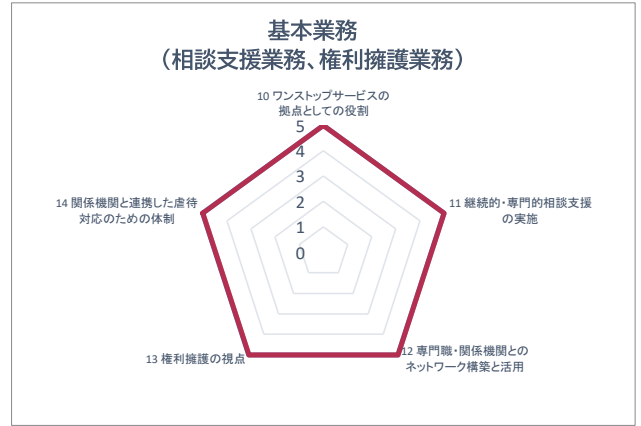 基本業務
（相談支援業務、権利擁護業務）
10 ワンストップサービスの
拠点としての役割
5
4
3
2
1
0
11 継続的・専門的相談支援
の実施
12 専門職・関係機関との
ネットワーク構築と活用
13 権利擁護の視点
14 関係機関と連携した虐待
対応のための体制